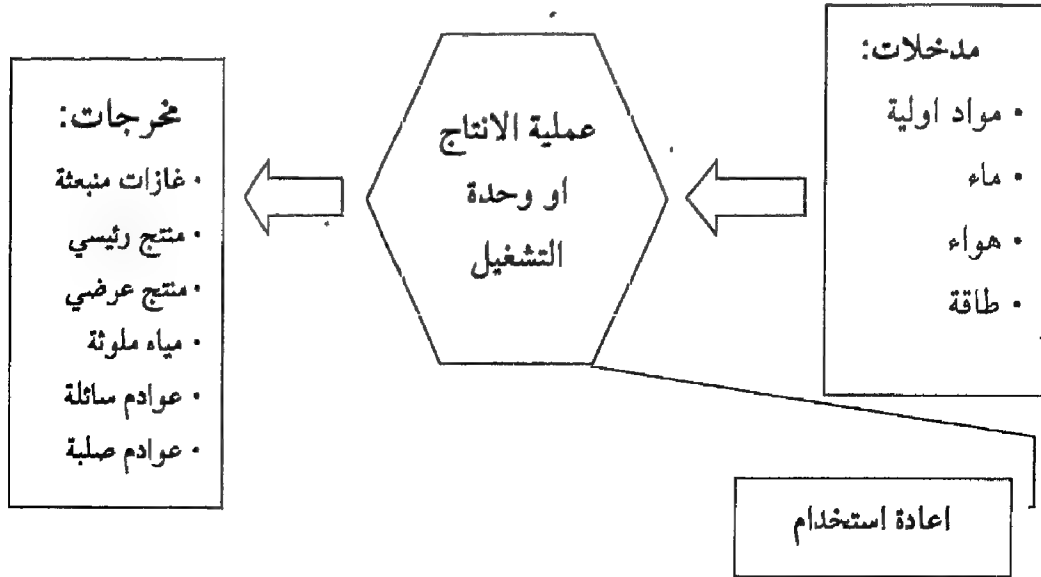 مدخلات:
• مواد اولية
• ماء
• هواء
• طاقة
عملية الانتاج
او وحدة
التشغيل
مخرجات:
• غازات منبعثة
• منتج رئيسي
• منتج عرضي
• مياه ملوثة
• عوادم سائلة
• عوادم صلبة
اعادة استخدام